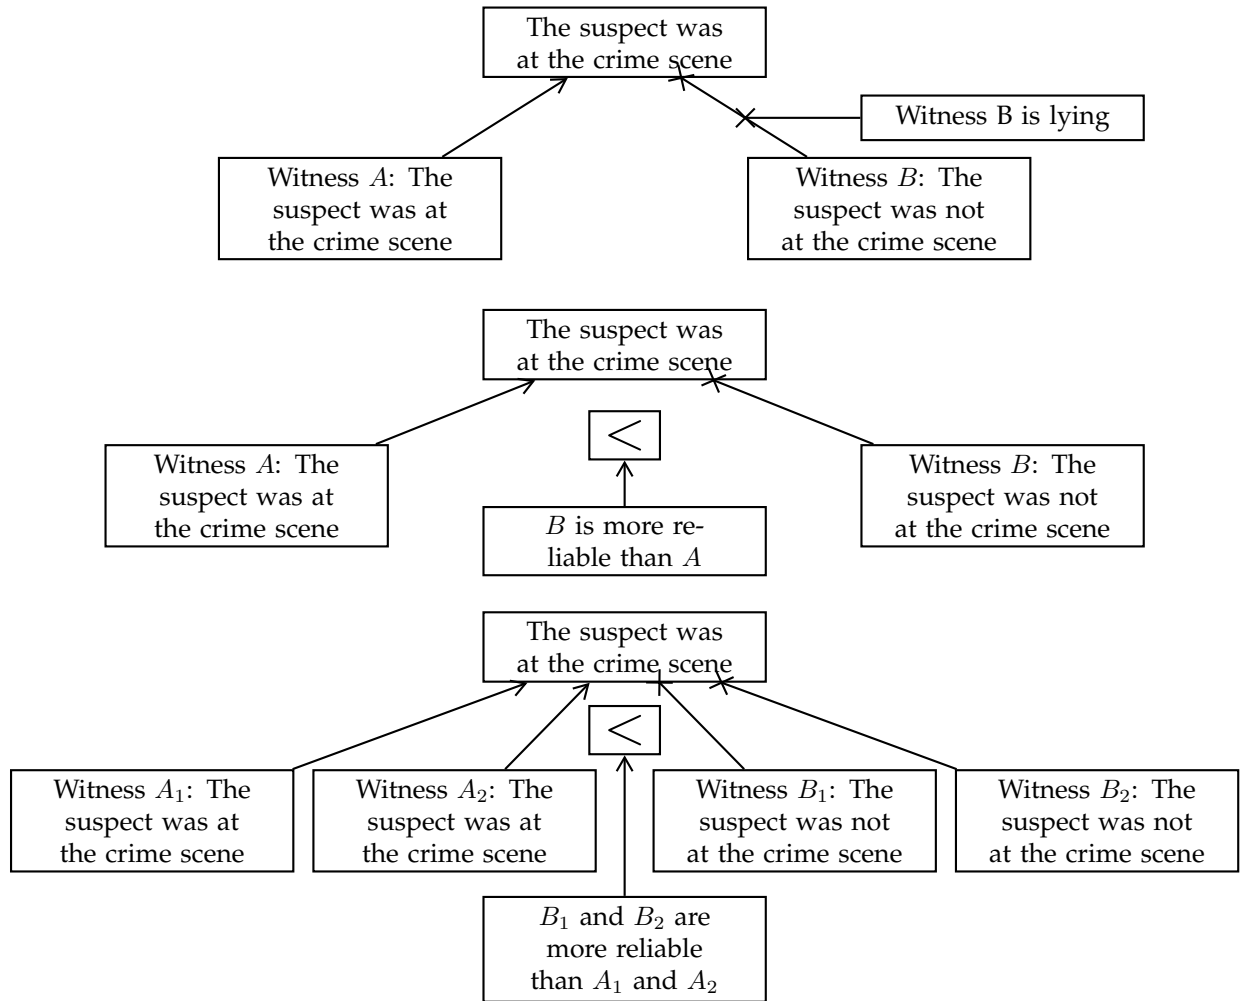 The suspect was
at the crime scene
Witness B is lying
Witness A: The
suspect was at
the crime scene
Witness B: The
suspect was not
at the crime scene
The suspect was
at the crime scene
<
Witness A: The
suspect was at
the crime scene
B is more re-
liable than A
Witness B: The
suspect was not
at the crime scene
The suspect was
at the crime scene
<
Witness A₁: The
suspect was at
the crime scene
Witness A₂: The
suspect was at
the crime scene
Witness B₁: The
suspect was not
at the crime scene
Witness B₂: The
suspect was not
at the crime scene
B₁ and B₂ are
more reliable
than A₁ and A₂